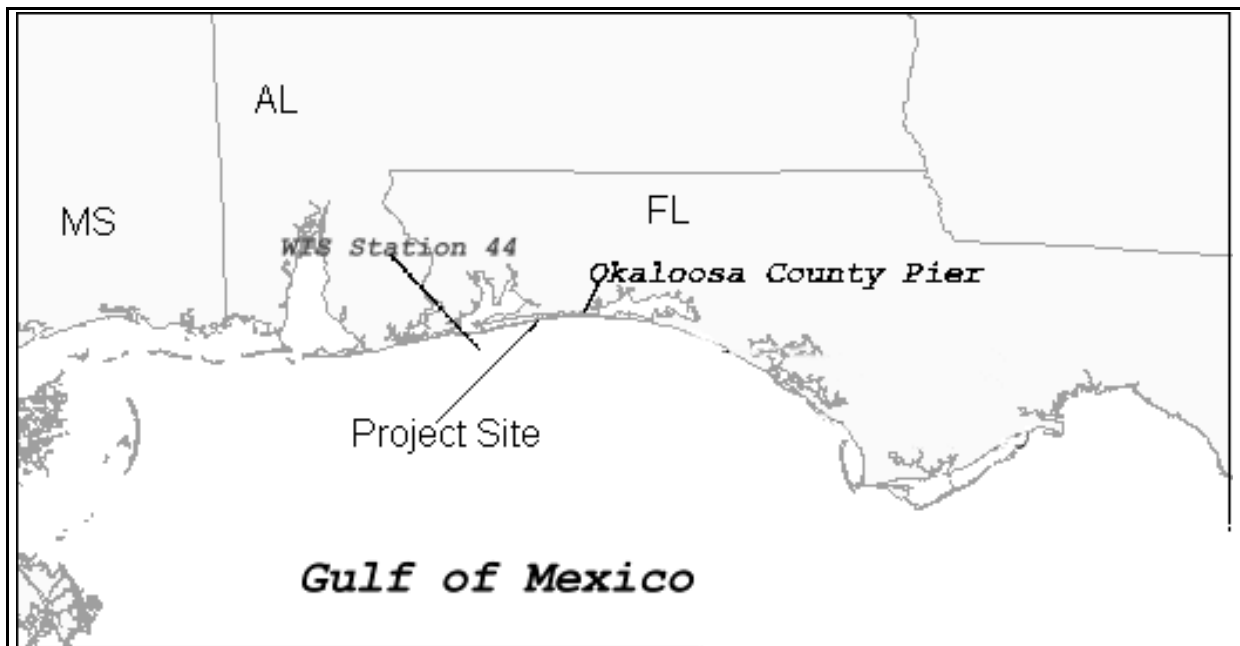 AL
MS
FL
WIS Station 44
Okaloosa County Pier
Project Site
Gulf of Mexico